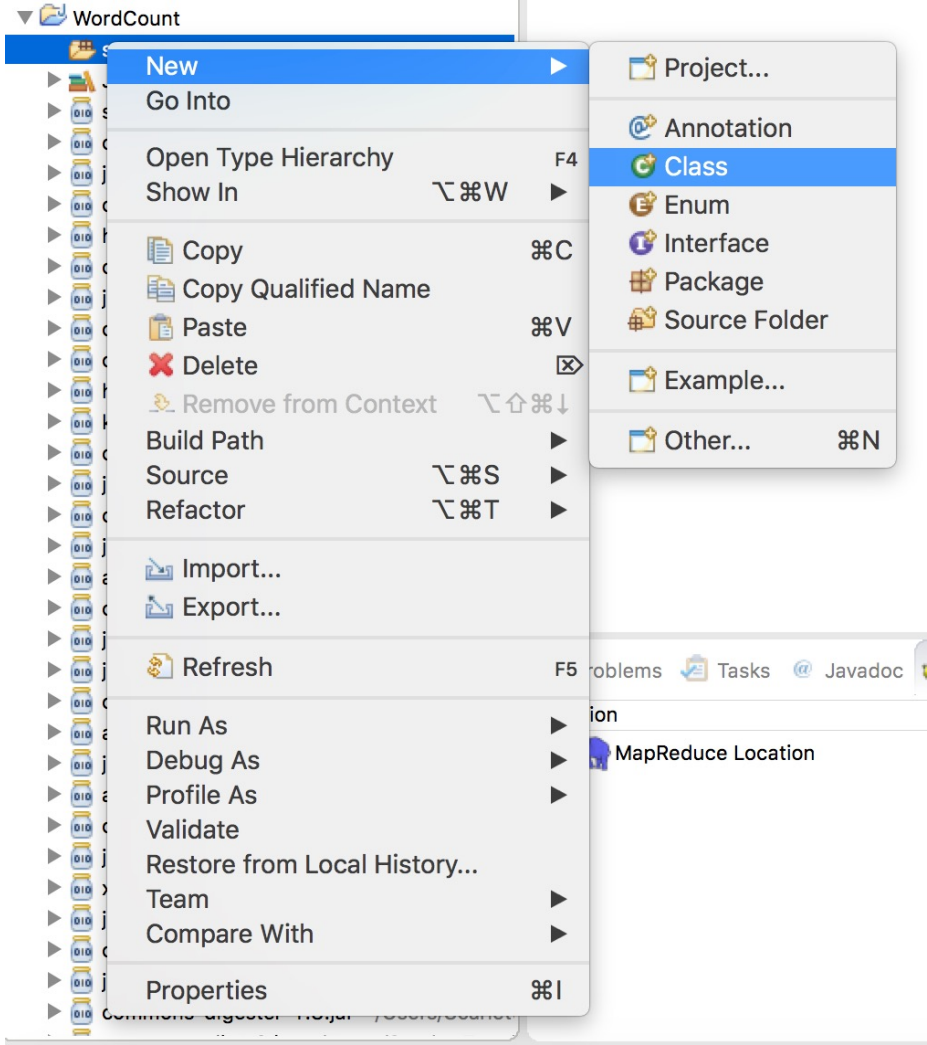 WordCount
New
Go Into
Open Type Hierarchy F4
Show In ⌥⌘W
Copy ⌘C
Copy Qualified Name
Paste ⌘V
Delete ⌦
Remove from Context ⌥⇧⌘↓
Build Path
Source ⌥⌘S
Refactor ⌥⌘T
Import...
Export...
Refresh F5
Run As
Debug As
Profile As
Validate
Restore from Local History...
Team
Compare With
Properties ⌘I
Project...
Annotation
Class
Enum
Interface
Package
Source Folder
Example...
Other... ⌘N
roblems Tasks @ Javadoc
ion
MapReduce Location